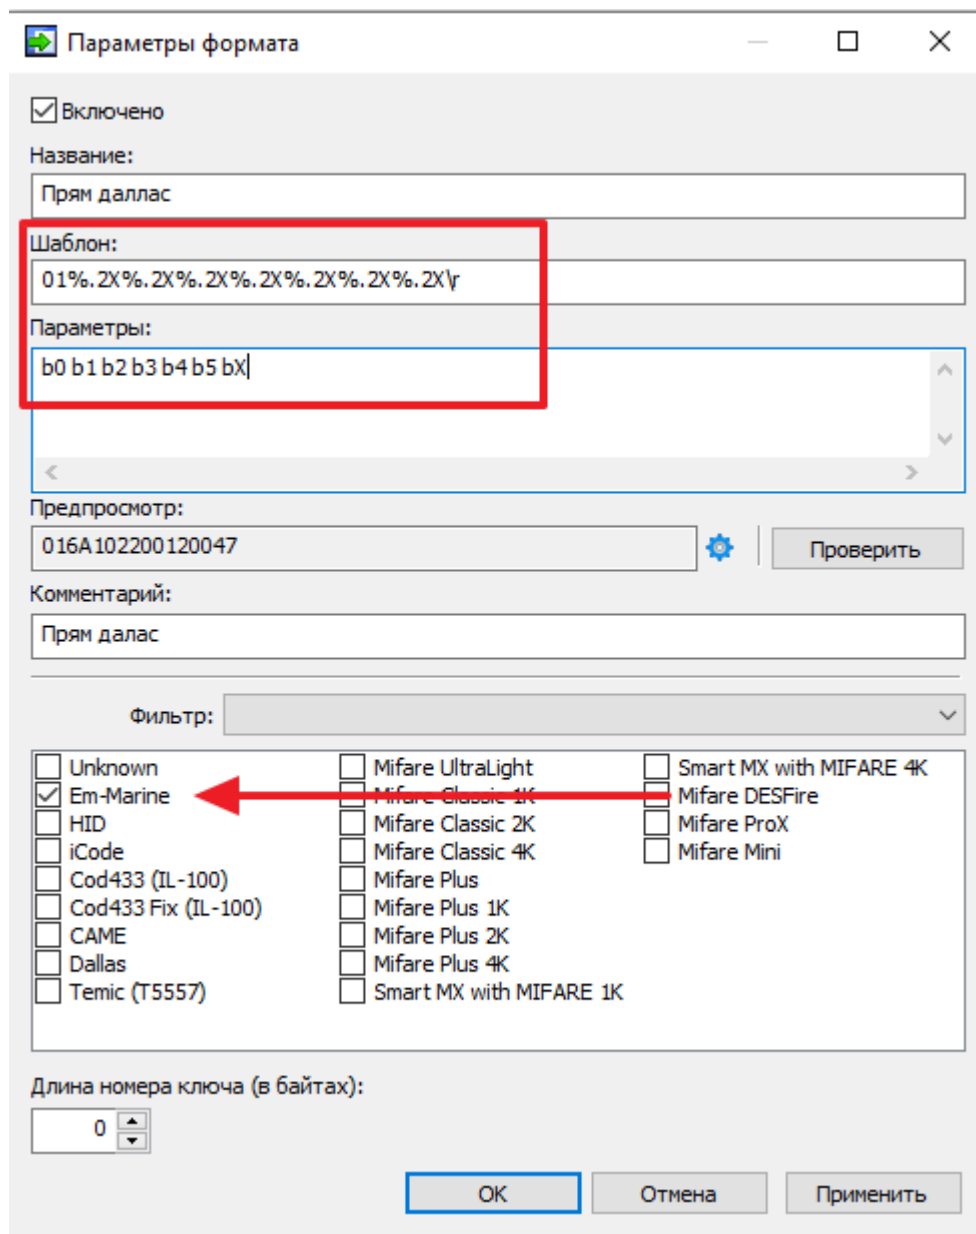 Параметры формата
Включено
Название:
Прям даллас
Шаблон:
01%.2X%.2X%.2X%.2X%.2X%.2X%.2X\r
Параметры:
b0 b1 b2 b3 b4 b5 bX
Предпросмотр:
016A102200120047
Проверить
Комментарий:
Прям далас
Фильтр:
Unknown Mifare UltraLight Smart MX with MIFARE 4K
Em-Marine Mifare Classic 1K Mifare DESFire
HID Mifare Classic 2K Mifare ProX
iCode Mifare Classic 4K Mifare Mini
Cod433 (IL-100) Mifare Plus
Cod433 Fix (IL-100) Mifare Plus 1K
CAME Mifare Plus 2K
Dallas Mifare Plus 4K
Temic (T5557) Smart MX with MIFARE 1K
Длина номера ключа (в байтах):
0
OK Отмена Применить